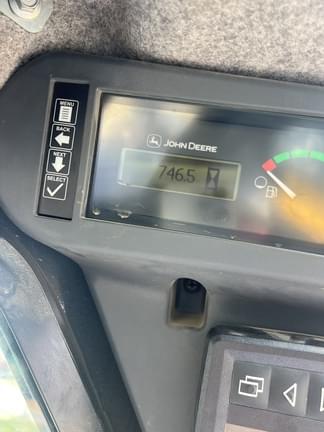 MENU
BACK
NEXT
SELECT
JOHN DEERE
746.5